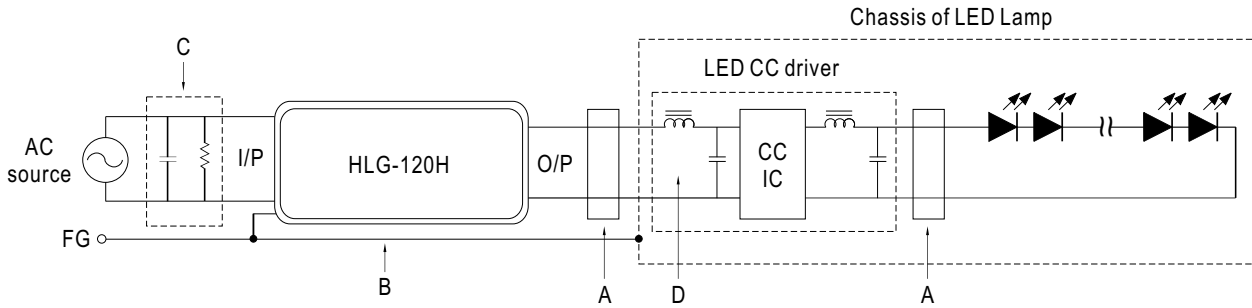 Chassis of LED Lamp
C
LED CC driver
AC
source
I/P
HLG-120H
O/P
CC
IC
FG
B
A
D
A